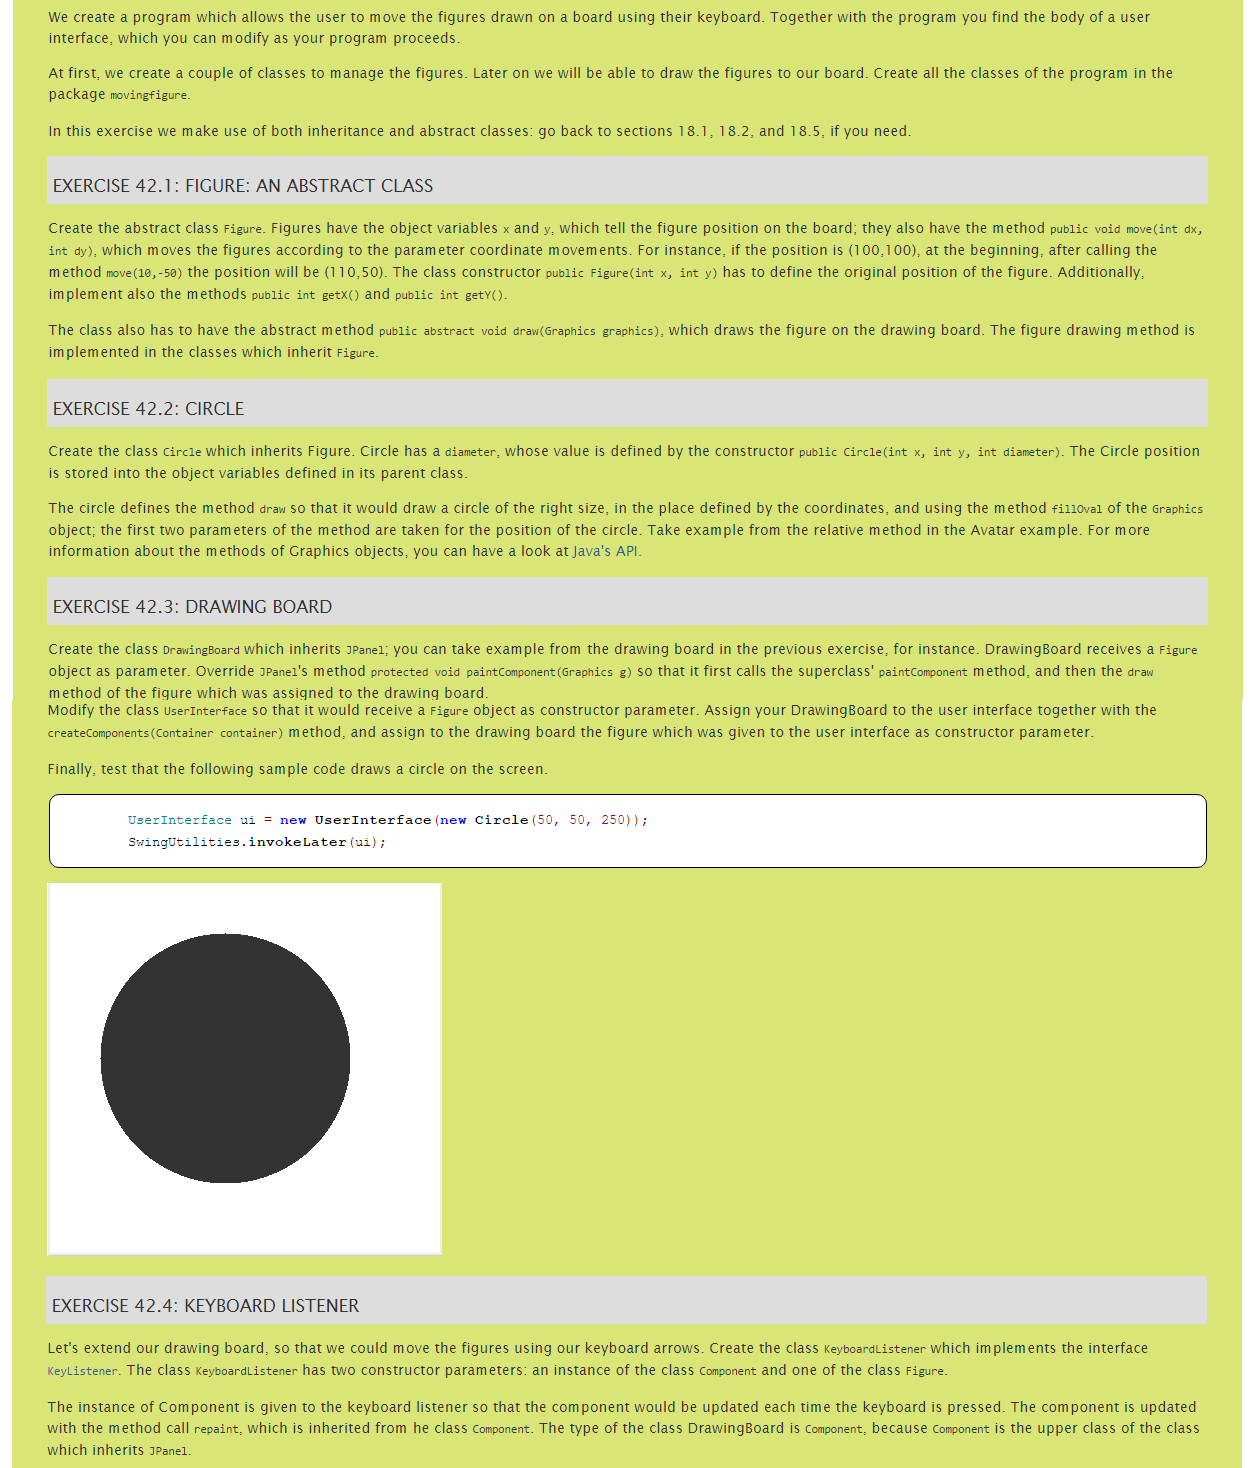 We create a program which allows the user to move the figures drawn on a board using their keyboard. Together with the program you find the body of a user
interface, which you can modify as your program proceeds.
At first, we create a couple of classes to manage the figures. Later on we will be able to draw the figures to our board. Create all the classes of the program in the
package movingfigure.
In this exercise we make use of both inheritance and abstract classes: go back to sections 18.1, 18.2, and 18.5, if you need.
EXERCISE 42.1: FIGURE: AN ABSTRACT CLASS
Create the abstract class Figure. Figures have the object variables x and y, which tell the figure position on the board; they also have the method public void move(int dx,
int dy), which moves the figures according to the parameter coordinate movements. For instance, if the position is (100,100), at the beginning, after calling the
method move(10,-50) the position will be (110,50). The class constructor public Figure(int x, int y) has to define the original position of the figure. Additionally,
implement also the methods public int getX() and public int getY().
The class also has to have the abstract method public abstract void draw(Graphics graphics), which draws the figure on the drawing board. The figure drawing method is
implemented in the classes which inherit Figure.
EXERCISE 42.2: CIRCLE
Create the class Circle which inherits Figure. Circle has a diameter, whose value is defined by the constructor public Circle(int x, int y, int diameter). The Circle position
is stored into the object variables defined in its parent class.
The circle defines the method draw so that it would draw a circle of the right size, in the place defined by the coordinates, and using the method fillOval of the Graphics
object; the first two parameters of the method are taken for the position of the circle. Take example from the relative method in the Avatar example. For more
information about the methods of Graphics objects, you can have a look at Java's API.
EXERCISE 42.3: DRAWING BOARD
Create the class DrawingBoard which inherits JPanel; you can take example from the drawing board in the previous exercise, for instance. DrawingBoard receives a Figure
object as parameter. Override JPanel's method protected void paintComponent(Graphics g) so that it first calls the superclass' paintComponent method, and then the draw
method of the figure which was assigned to the drawing board.
Modify the class UserInterface so that it would receive a Figure object as constructor parameter. Assign your DrawingBoard to the user interface together with the
createComponents(Container container) method, and assign to the drawing board the figure which was given to the user interface as constructor parameter.
Finally, test that the following sample code draws a circle on the screen.
UserInterface ui = new UserInterface(new Circle(50, 50, 250));
SwingUtilities.invokeLater(ui);
EXERCISE 42.4: KEYBOARD LISTENER
Let's extend our drawing board, so that we could move the figures using our keyboard arrows. Create the class KeyboardListener which implements the interface
KeyListener. The class KeyboardListener has two constructor parameters: an instance of the class Component and one of the class Figure.
The instance of Component is given to the keyboard listener so that the component would be updated each time the keyboard is pressed. The component is updated
with the method call repaint, which is inherited from he class Component. The type of the class DrawingBoard is Component, because Component is the upper class of the class
which inherits JPanel.